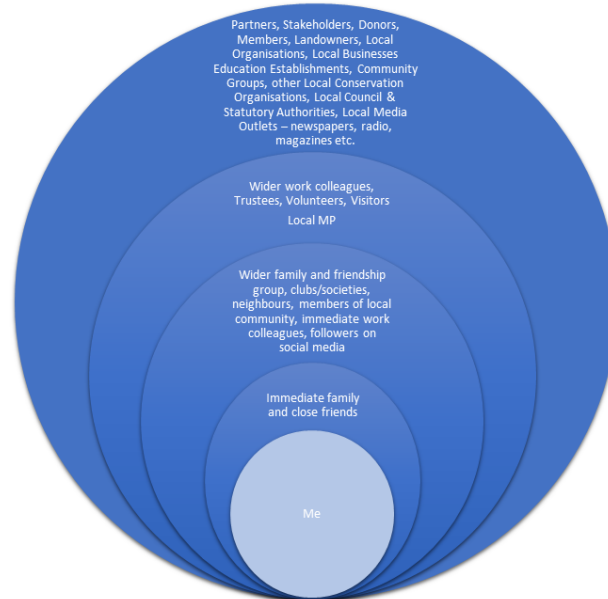 Partners, Stakeholders, Donors,
Members, Landowners, Local
Organisations, Local Businesses
Education Establishments, Community
Groups, other Local Conservation
Organisations, Local Council &
Statutory Authorities, Local Media
Outlets – newspapers, radio,
magazines etc.
Wider work colleagues,
Trustees, Volunteers, Visitors
Local MP
Wider family and friendship
group, clubs/societies,
neighbours, members of local
community, immediate work
colleagues, followers on
social media
Immediate family
and close friends
Me